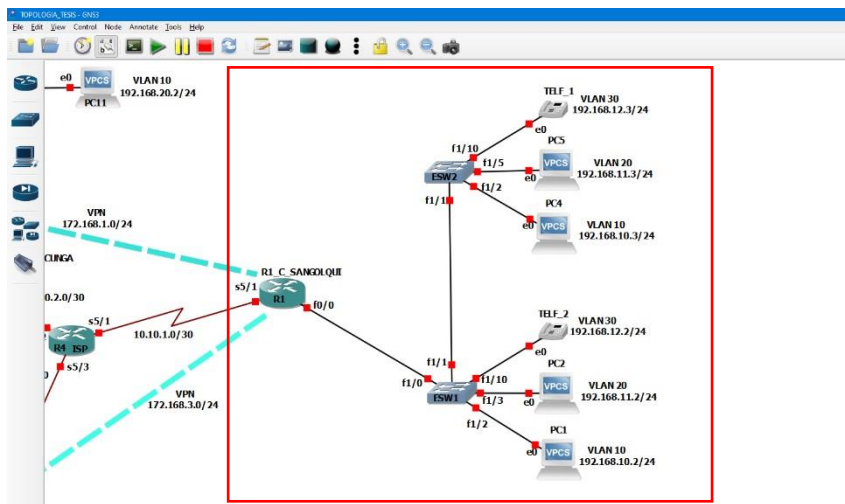 TOPOLOGIA_TESIS - GNS3
File Edit View Control Node Annotate Tools Help
e0
VPCS
PC11
VLAN 10
192.168.20.2/24
VPN
172.168.1.0/24
CUNGA
0.2.0/30
s5/1
R4 ISP
s5/3
10.10.1.0/30
VPN
172.168.3.0/24
R1_C_SANGOLQUI
s5/1
R1
f0/0
TELF_1
VLAN 30
192.168.12.3/24
e0
f1/10
PC5
f1/5
VPCS
VLAN 20
192.168.11.3/24
e0
ESW2
f1/2
PC4
f1/1
VPCS
VLAN 10
192.168.10.3/24
e0
TELF_2
VLAN 30
192.168.12.2/24
e0
f1/1
PC2
f1/0
f1/10
VPCS
VLAN 20
192.168.11.2/24
e0
ESW1
f1/3
f1/2
PC1
VPCS
VLAN 10
192.168.10.2/24
e0